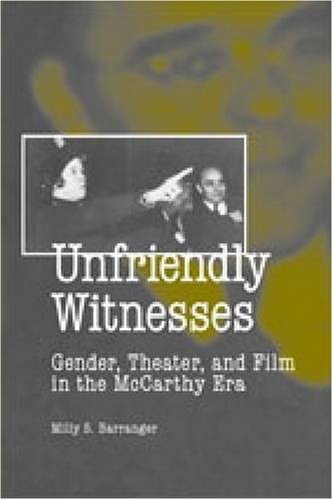 Unfriendly
Witnesses
Gender, Theater, and Film
in the McCarthy Era
Milly S. Barranger